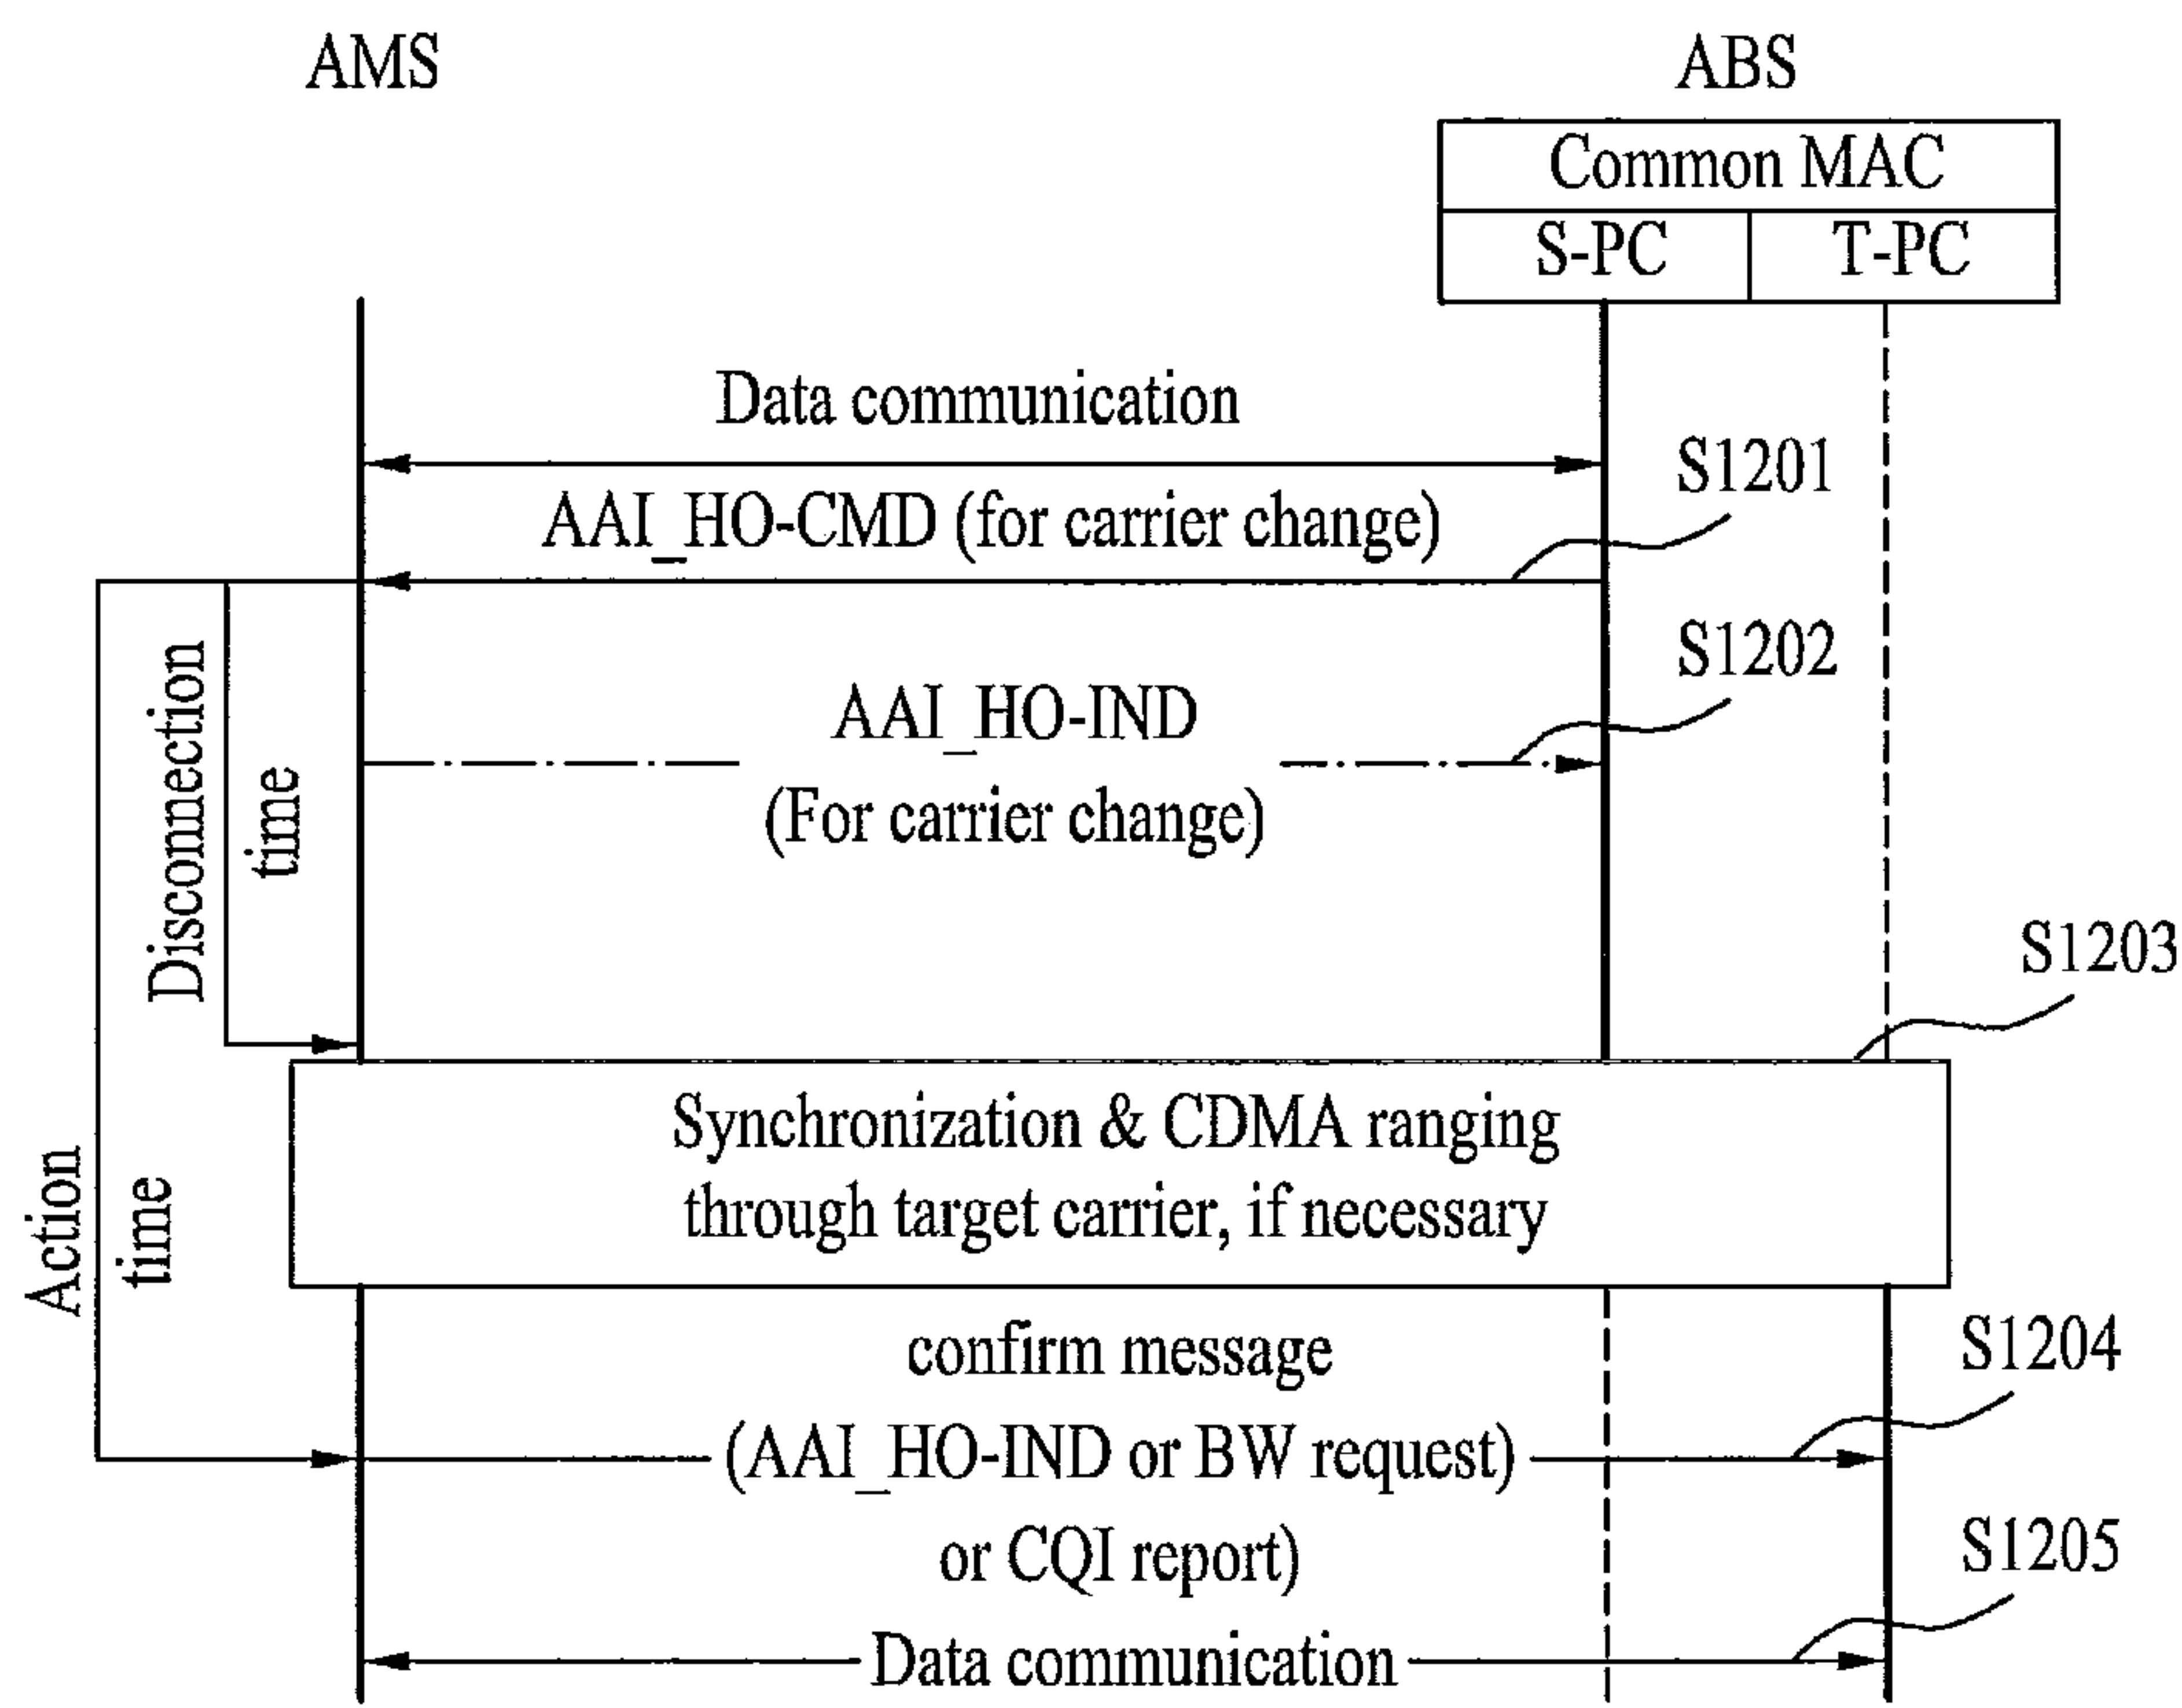 AMS
ABS
Common MAC
S-PC
T-PC
Data communication
S1201
AAI_HO-CMD (for carrier change)
S1202
AAI_HO-IND
(For carrier change)
Disconnection
time
S1203
Synchronization & CDMA ranging
through target carrier, if necessary
Action
time
confirm message
S1204
(AAI_HO-IND or BW request)
or CQI report)
S1205
Data communication